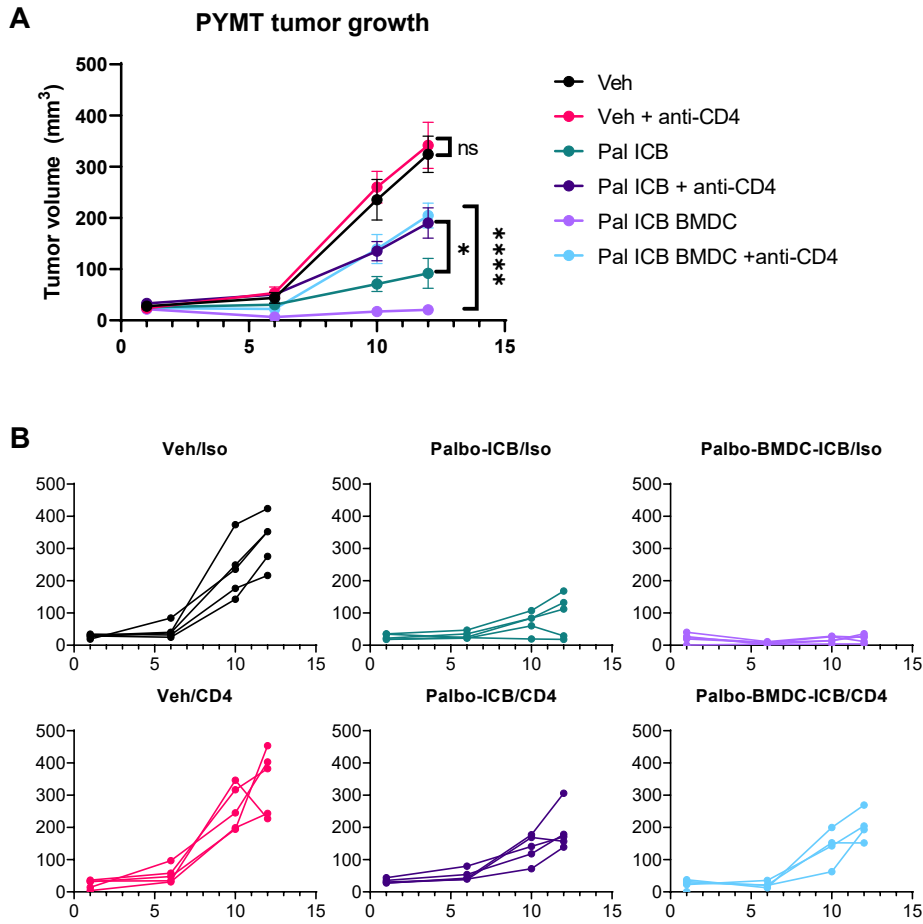 A
PYMT tumor growth
Tumor volume (mm³)
500
400
300
200
100
0
0 5 10 15
ns
*
****
Veh
Veh + anti-CD4
Pal ICB
Pal ICB + anti-CD4
Pal ICB BMDC
Pal ICB BMDC +anti-CD4
B
Veh/Iso
500
400
300
200
100
0
0 5 10 15
Palbo-ICB/Iso
500
400
300
200
100
0
0 5 10 15
Palbo-BMDC-ICB/Iso
500
400
300
200
100
0
0 5 10 15
Veh/CD4
500
400
300
200
100
0
0 5 10 15
Palbo-ICB/CD4
500
400
300
200
100
0
0 5 10 15
Palbo-BMDC-ICB/CD4
500
400
300
200
100
0
0 5 10 15